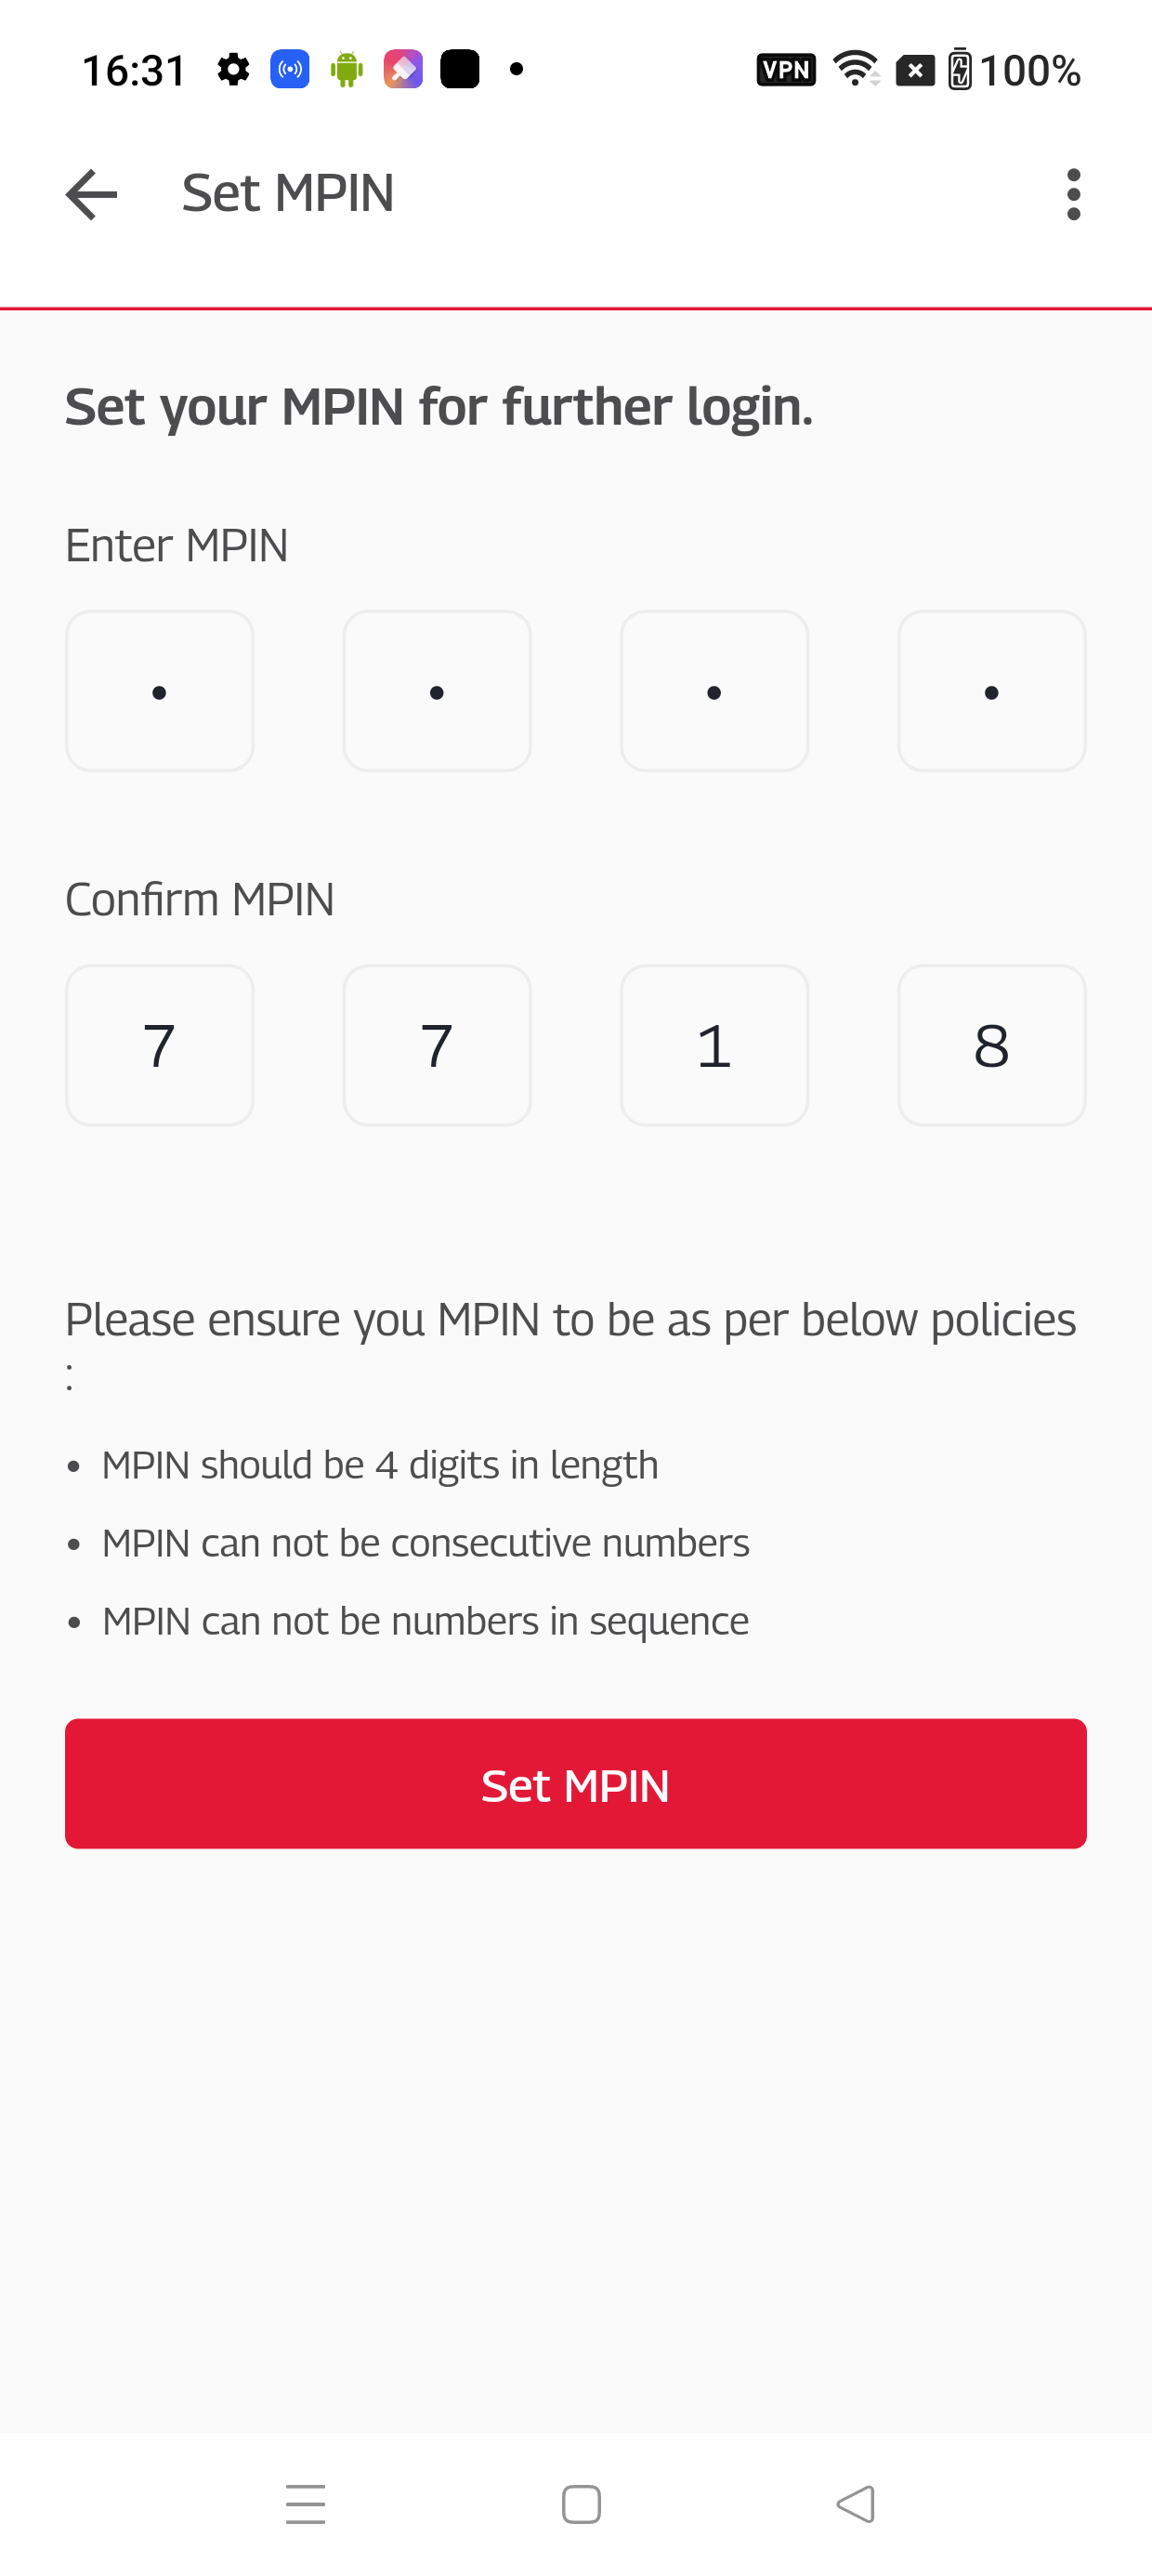 16:31
VPN
100%
Set MPIN
Set your MPIN for further login.
Enter MPIN
• • • •
Confirm MPIN
7 7 1 8
Please ensure you MPIN to be as per below policies
:
• MPIN should be 4 digits in length
• MPIN can not be consecutive numbers
• MPIN can not be numbers in sequence
Set MPIN